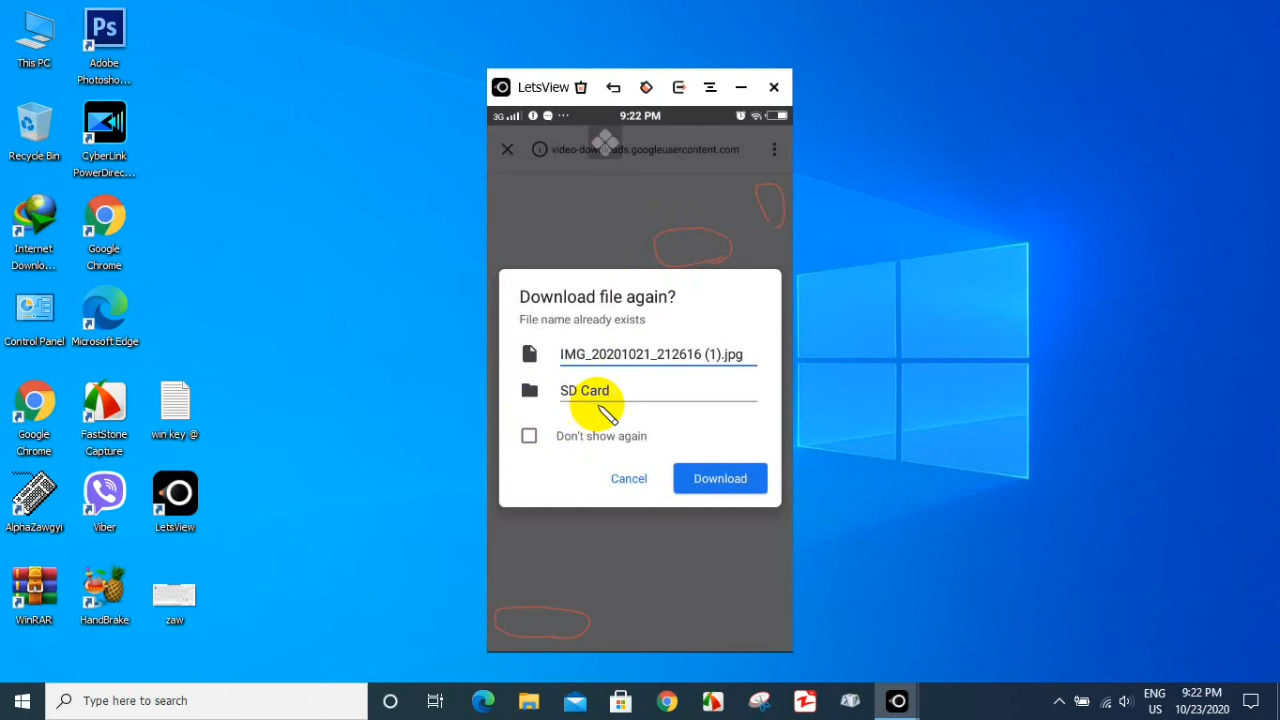 This PC
Adobe
Photosho...
Ps
Recycle Bin
CyberLink
PowerDirec...
Internet
Downlo...
Google
Chrome
Control Panel
Microsoft Edge
Google
Chrome
FastStone
Capture
win key @
AlphaZawgyi
Viber
LetsView
WinRAR
HandBrake
zaw
LetsView
3G
9:22 PM
video-downloads.googleusercontent.com
Download file again?
File name already exists
IMG_20201021_212616 (1).jpg
SD Card
Don't show again
Cancel
Download
Type here to search
ENG
US
9:22 PM
10/23/2020